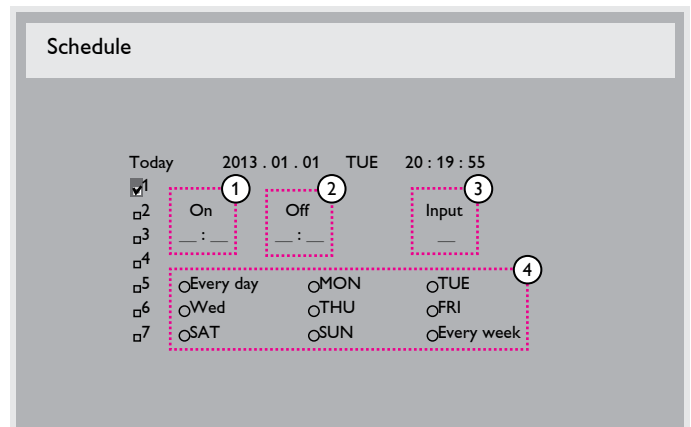 Schedule
Today 2013 . 01 . 01 TUE 20 : 19 : 55
1
1 2 3
2 On Off Input
3 __ : __ __ : __ __
4
4
5 Every day MON TUE
6 Wed THU FRI
7 SAT SUN Every week